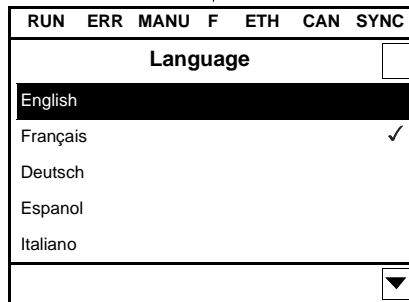 RUN ERR MANU F ETH CAN SYNC
Language
English
Français
Deutsch
Espanol
Italiano